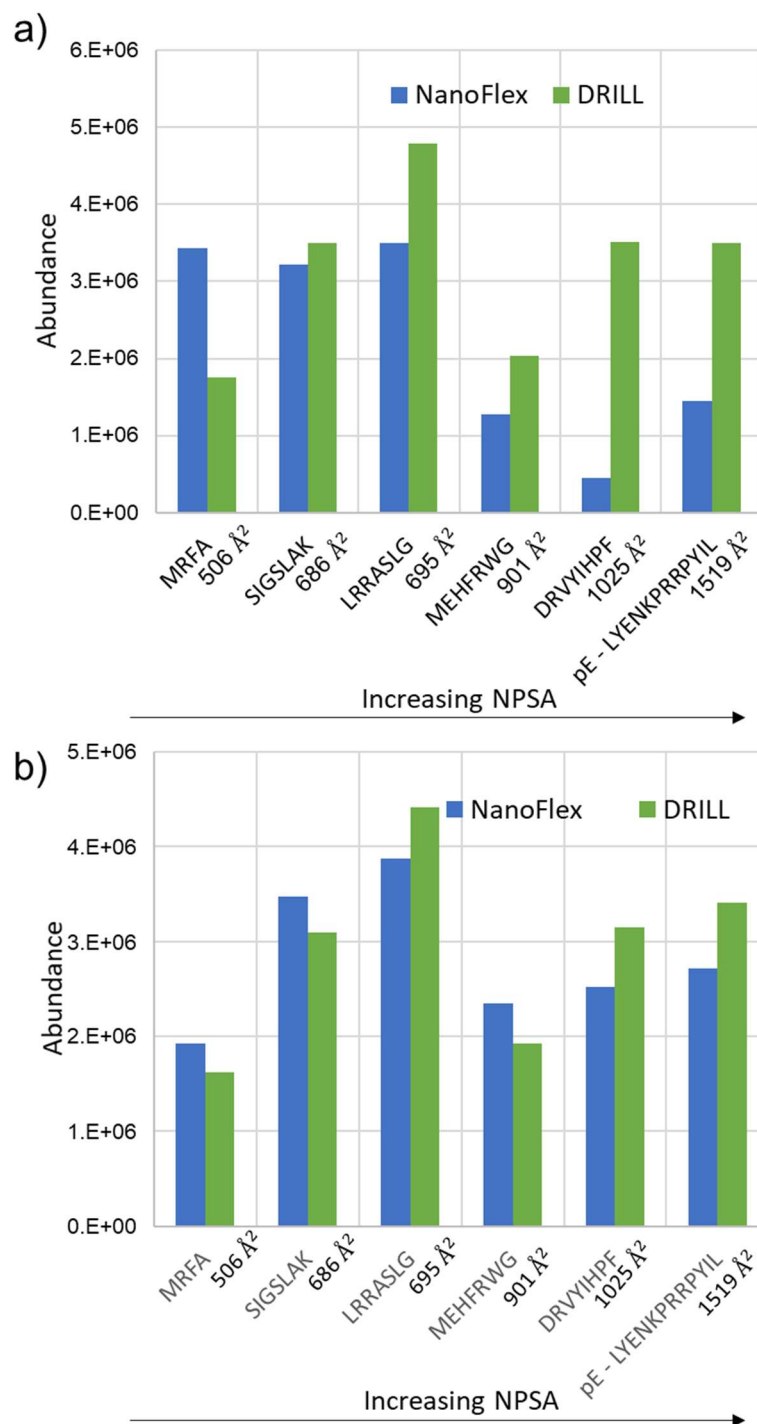 a)
6.E+06
NanoFlex DRILL
5.E+06
4.E+06
3.E+06
2.E+06
1.E+06
0.E+00
Abundance
MRFA
506 Å²
SIGSLAK
686 Å²
LRRASLG
695 Å²
MEHFRWG
901 Å²
DRVYIHPF
1025 Å²
pE - LYENKPRRPYIL
1519 Å²
Increasing NPSA
b)
5.E+06
NanoFlex DRILL
4.E+06
3.E+06
2.E+06
1.E+06
0.E+00
Abundance
MRFA
506 Å²
SIGSLAK
686 Å²
LRRASLG
695 Å²
MEHFRWG
901 Å²
DRVYIHPF
1025 Å²
pE - LYENKPRRPYIL
1519 Å²
Increasing NPSA